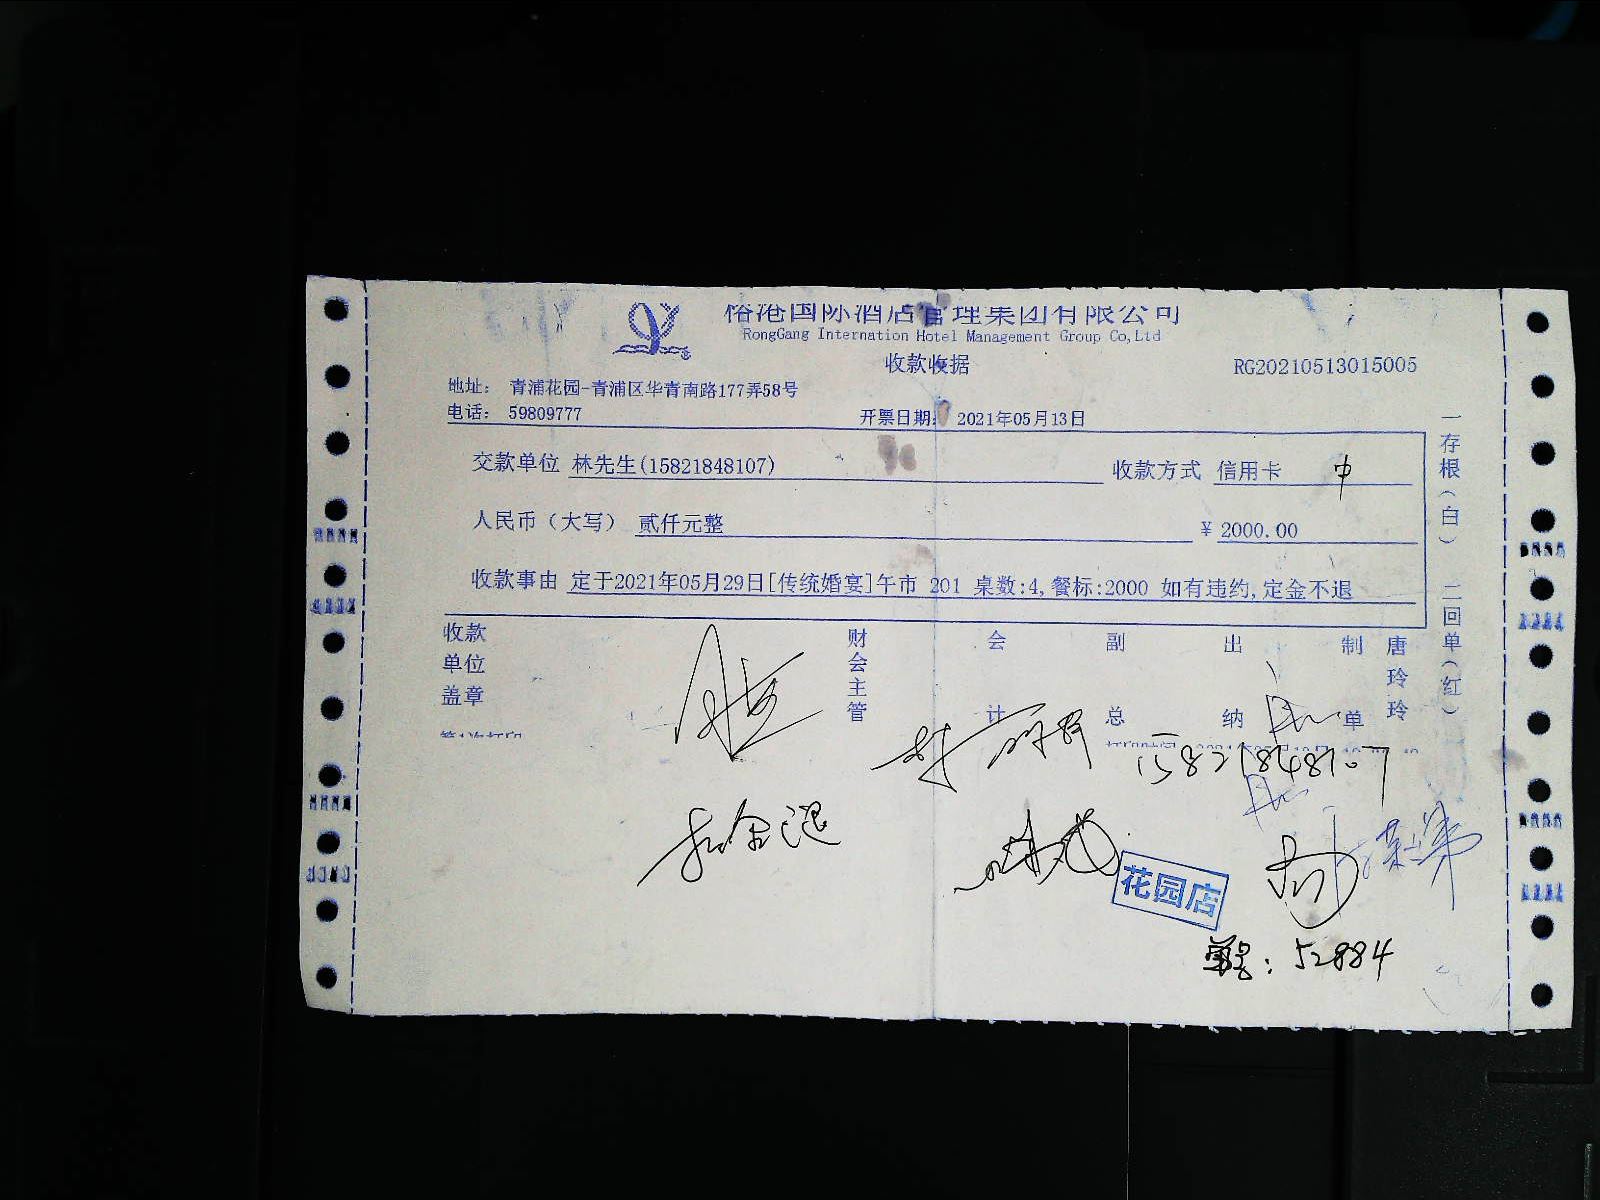 榕港国际酒店管理集团有限公司
RongGang Internation Hotel Management Group Co,Ltd
收款收据
RG20210513015005
地址： 青浦花园-青浦区华青南路177弄58号
电话： 59809777
开票日期： 2021年05月13日
交款单位 林先生(15821848107)
收款方式 信用卡 中
人民币（大写） 贰仟元整
￥ 2000.00
收款事由 定于2021年05月29日[传统婚宴]午市 201 桌数:4,餐标:2000 如有违约,定金不退
一存根（白） 二回单（红）
收款单位盖章
财会主管
会计
副总
出纳
制单
唐玲玲
15821848107
花园店
单号：52884